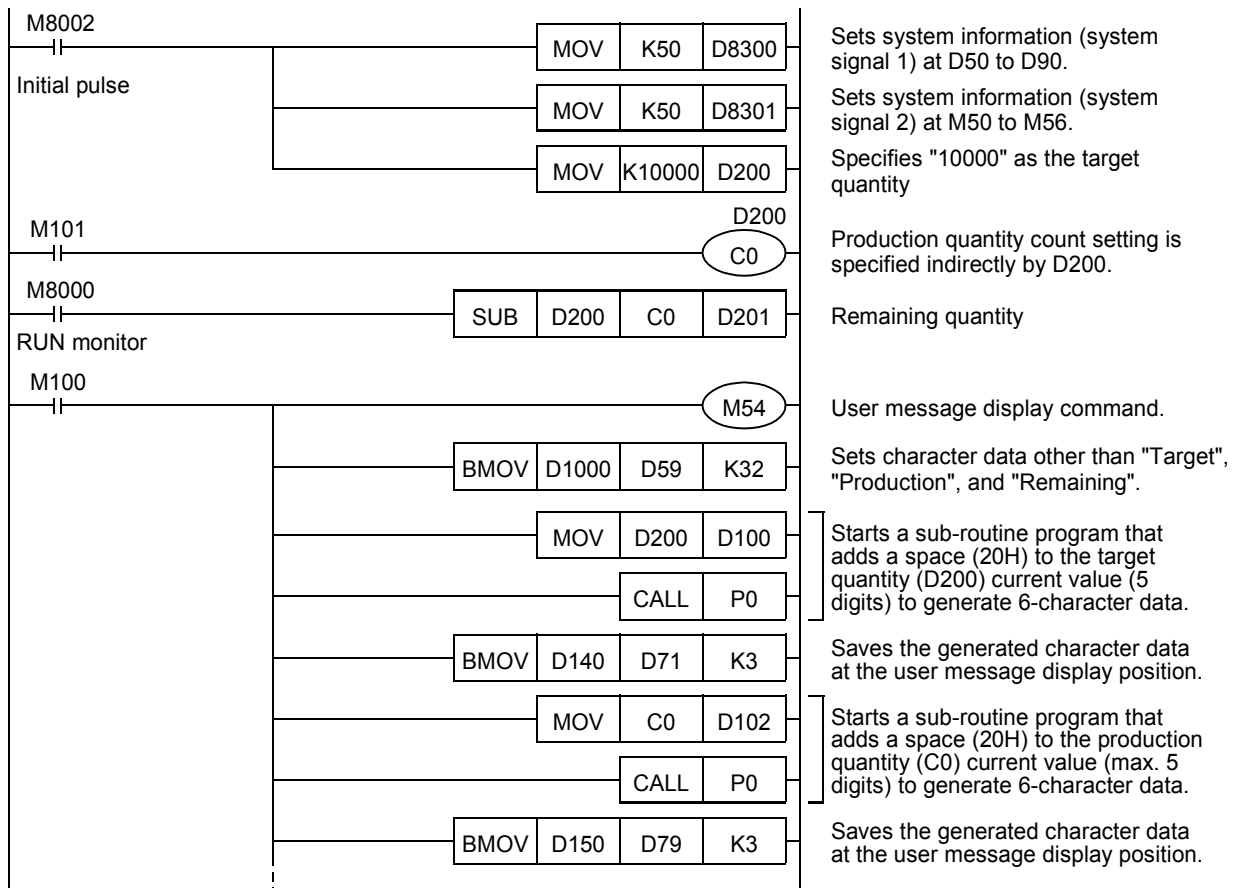 M8002
MOV K50 D8300
Sets system information (system
signal 1) at D50 to D90.
Initial pulse
MOV K50 D8301
Sets system information (system
signal 2) at M50 to M56.
MOV K10000 D200
Specifies "10000" as the target
quantity
M101
D200
C0
Production quantity count setting is
specified indirectly by D200.
M8000
SUB D200 C0 D201
Remaining quantity
RUN monitor
M100
M54
User message display command.
BMOV D1000 D59 K32
Sets character data other than "Target",
"Production", and "Remaining".
MOV D200 D100
CALL P0
Starts a sub-routine program that
adds a space (20H) to the target
quantity (D200) current value (5
digits) to generate 6-character data.
BMOV D140 D71 K3
Saves the generated character data
at the user message display position.
MOV C0 D102
CALL P0
Starts a sub-routine program that
adds a space (20H) to the production
quantity (C0) current value (max. 5
digits) to generate 6-character data.
BMOV D150 D79 K3
Saves the generated character data
at the user message display position.